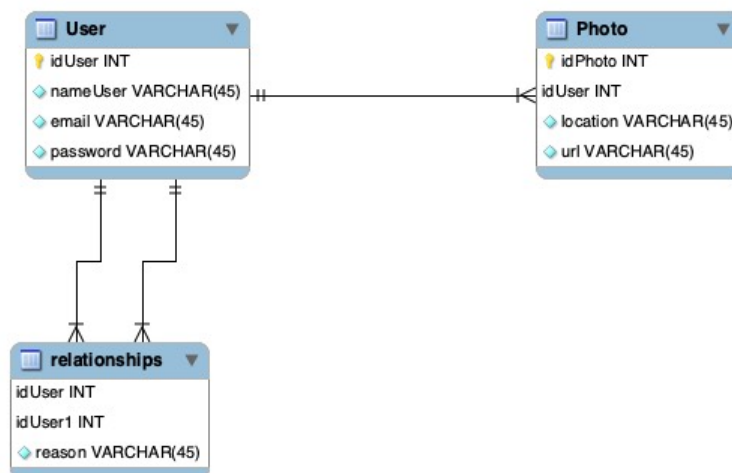 User
idUser INT
nameUser VARCHAR(45)
email VARCHAR(45)
password VARCHAR(45)
Photo
idPhoto INT
idUser INT
location VARCHAR(45)
url VARCHAR(45)
relationships
idUser INT
idUser1 INT
reason VARCHAR(45)